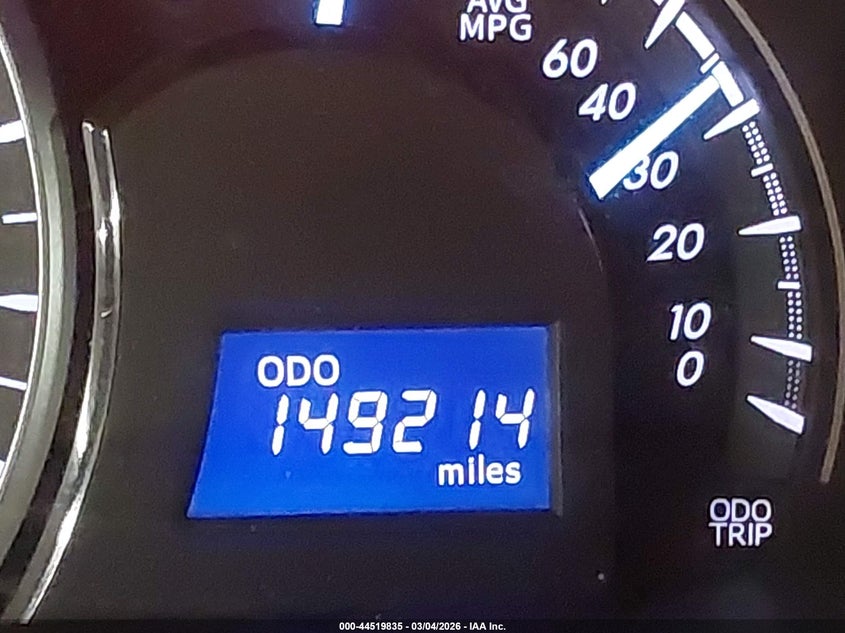 AVG
MPG
60
40
30
20
10
0
ODO
149214
miles
ODO
TRIP
000-44519835 - 03/04/2026 - IAA Inc.